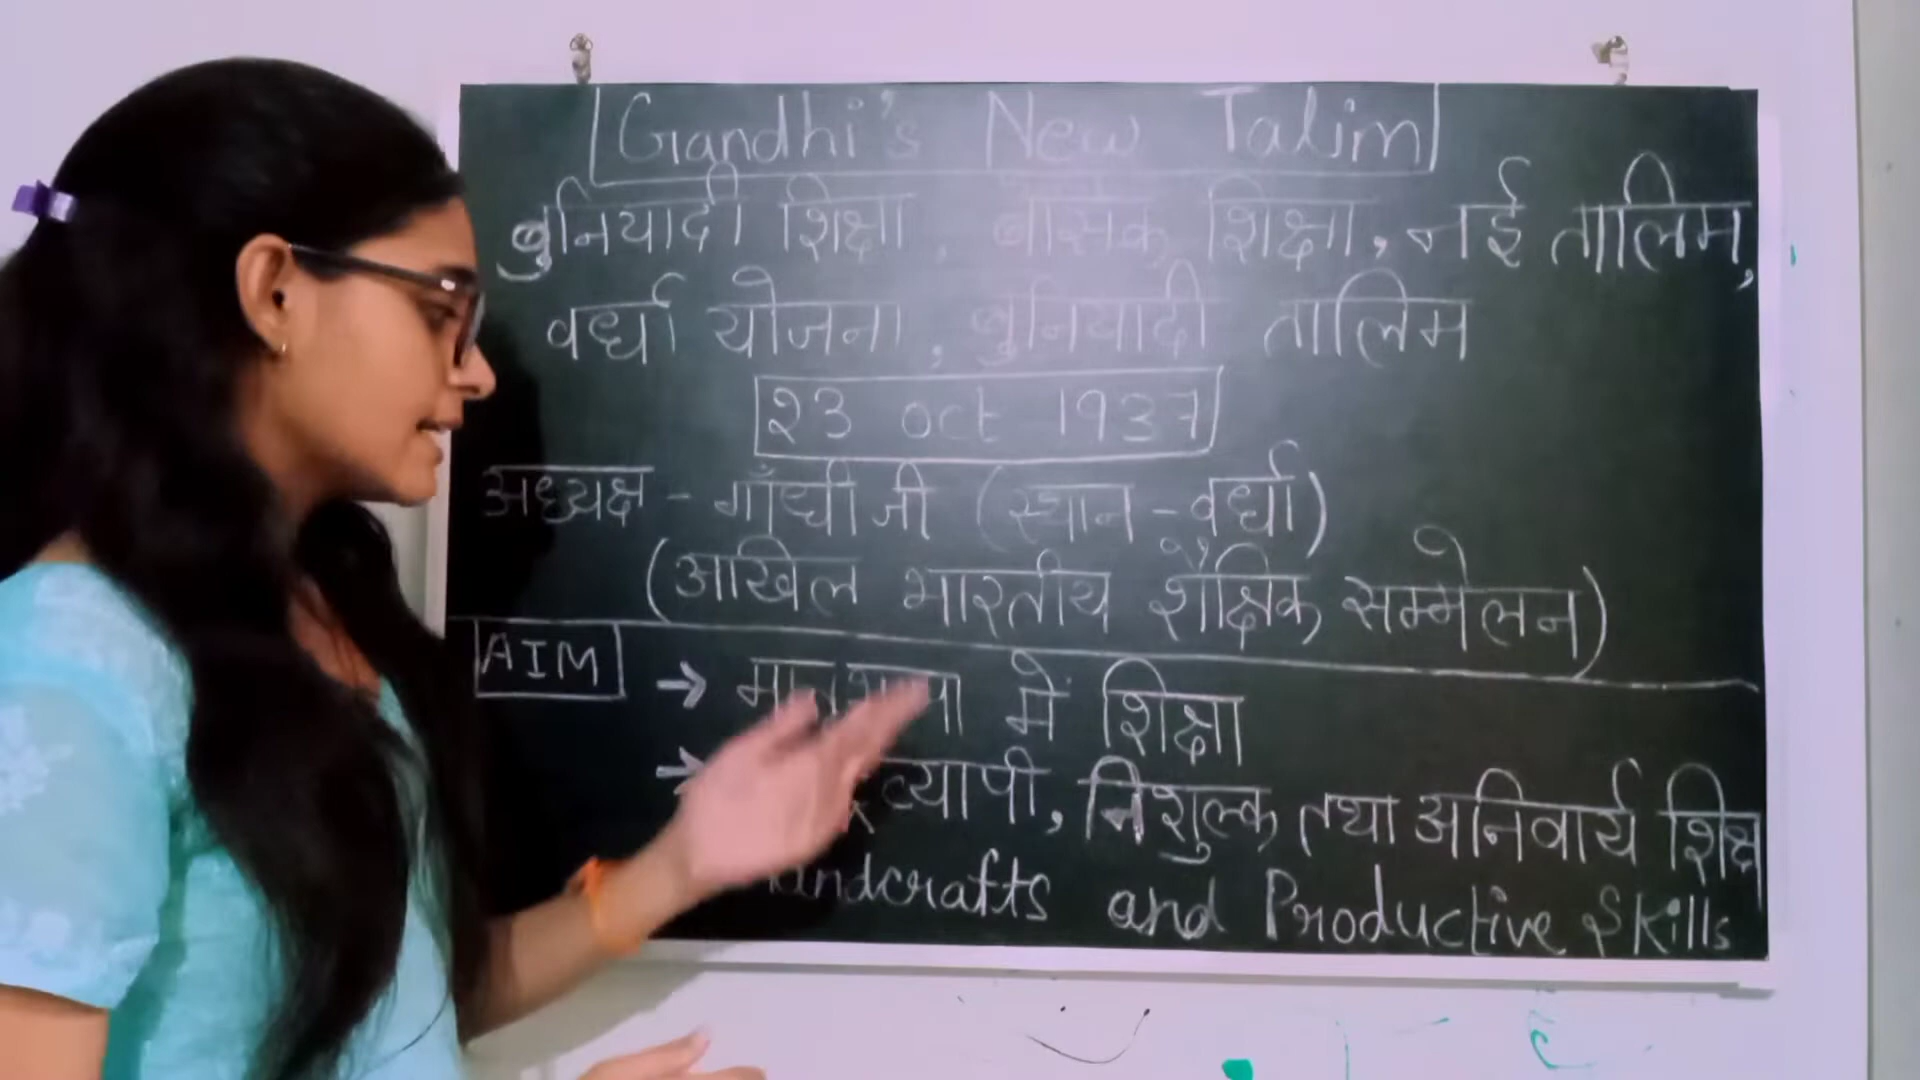 Gandhi's New Talim
बुनियादी शिक्षा, बेसिक शिक्षा, नई तालिम,
वर्धा योजना, बुनियादी तालिम
23 oct 1937
अध्यक्ष - गाँधी जी (स्थान - वर्धा)
(अखिल भारतीय शैक्षिक सम्मेलन)
AIM → में शिक्षा
→ निशुल्क तथा अनिवार्य
and Productive Skills